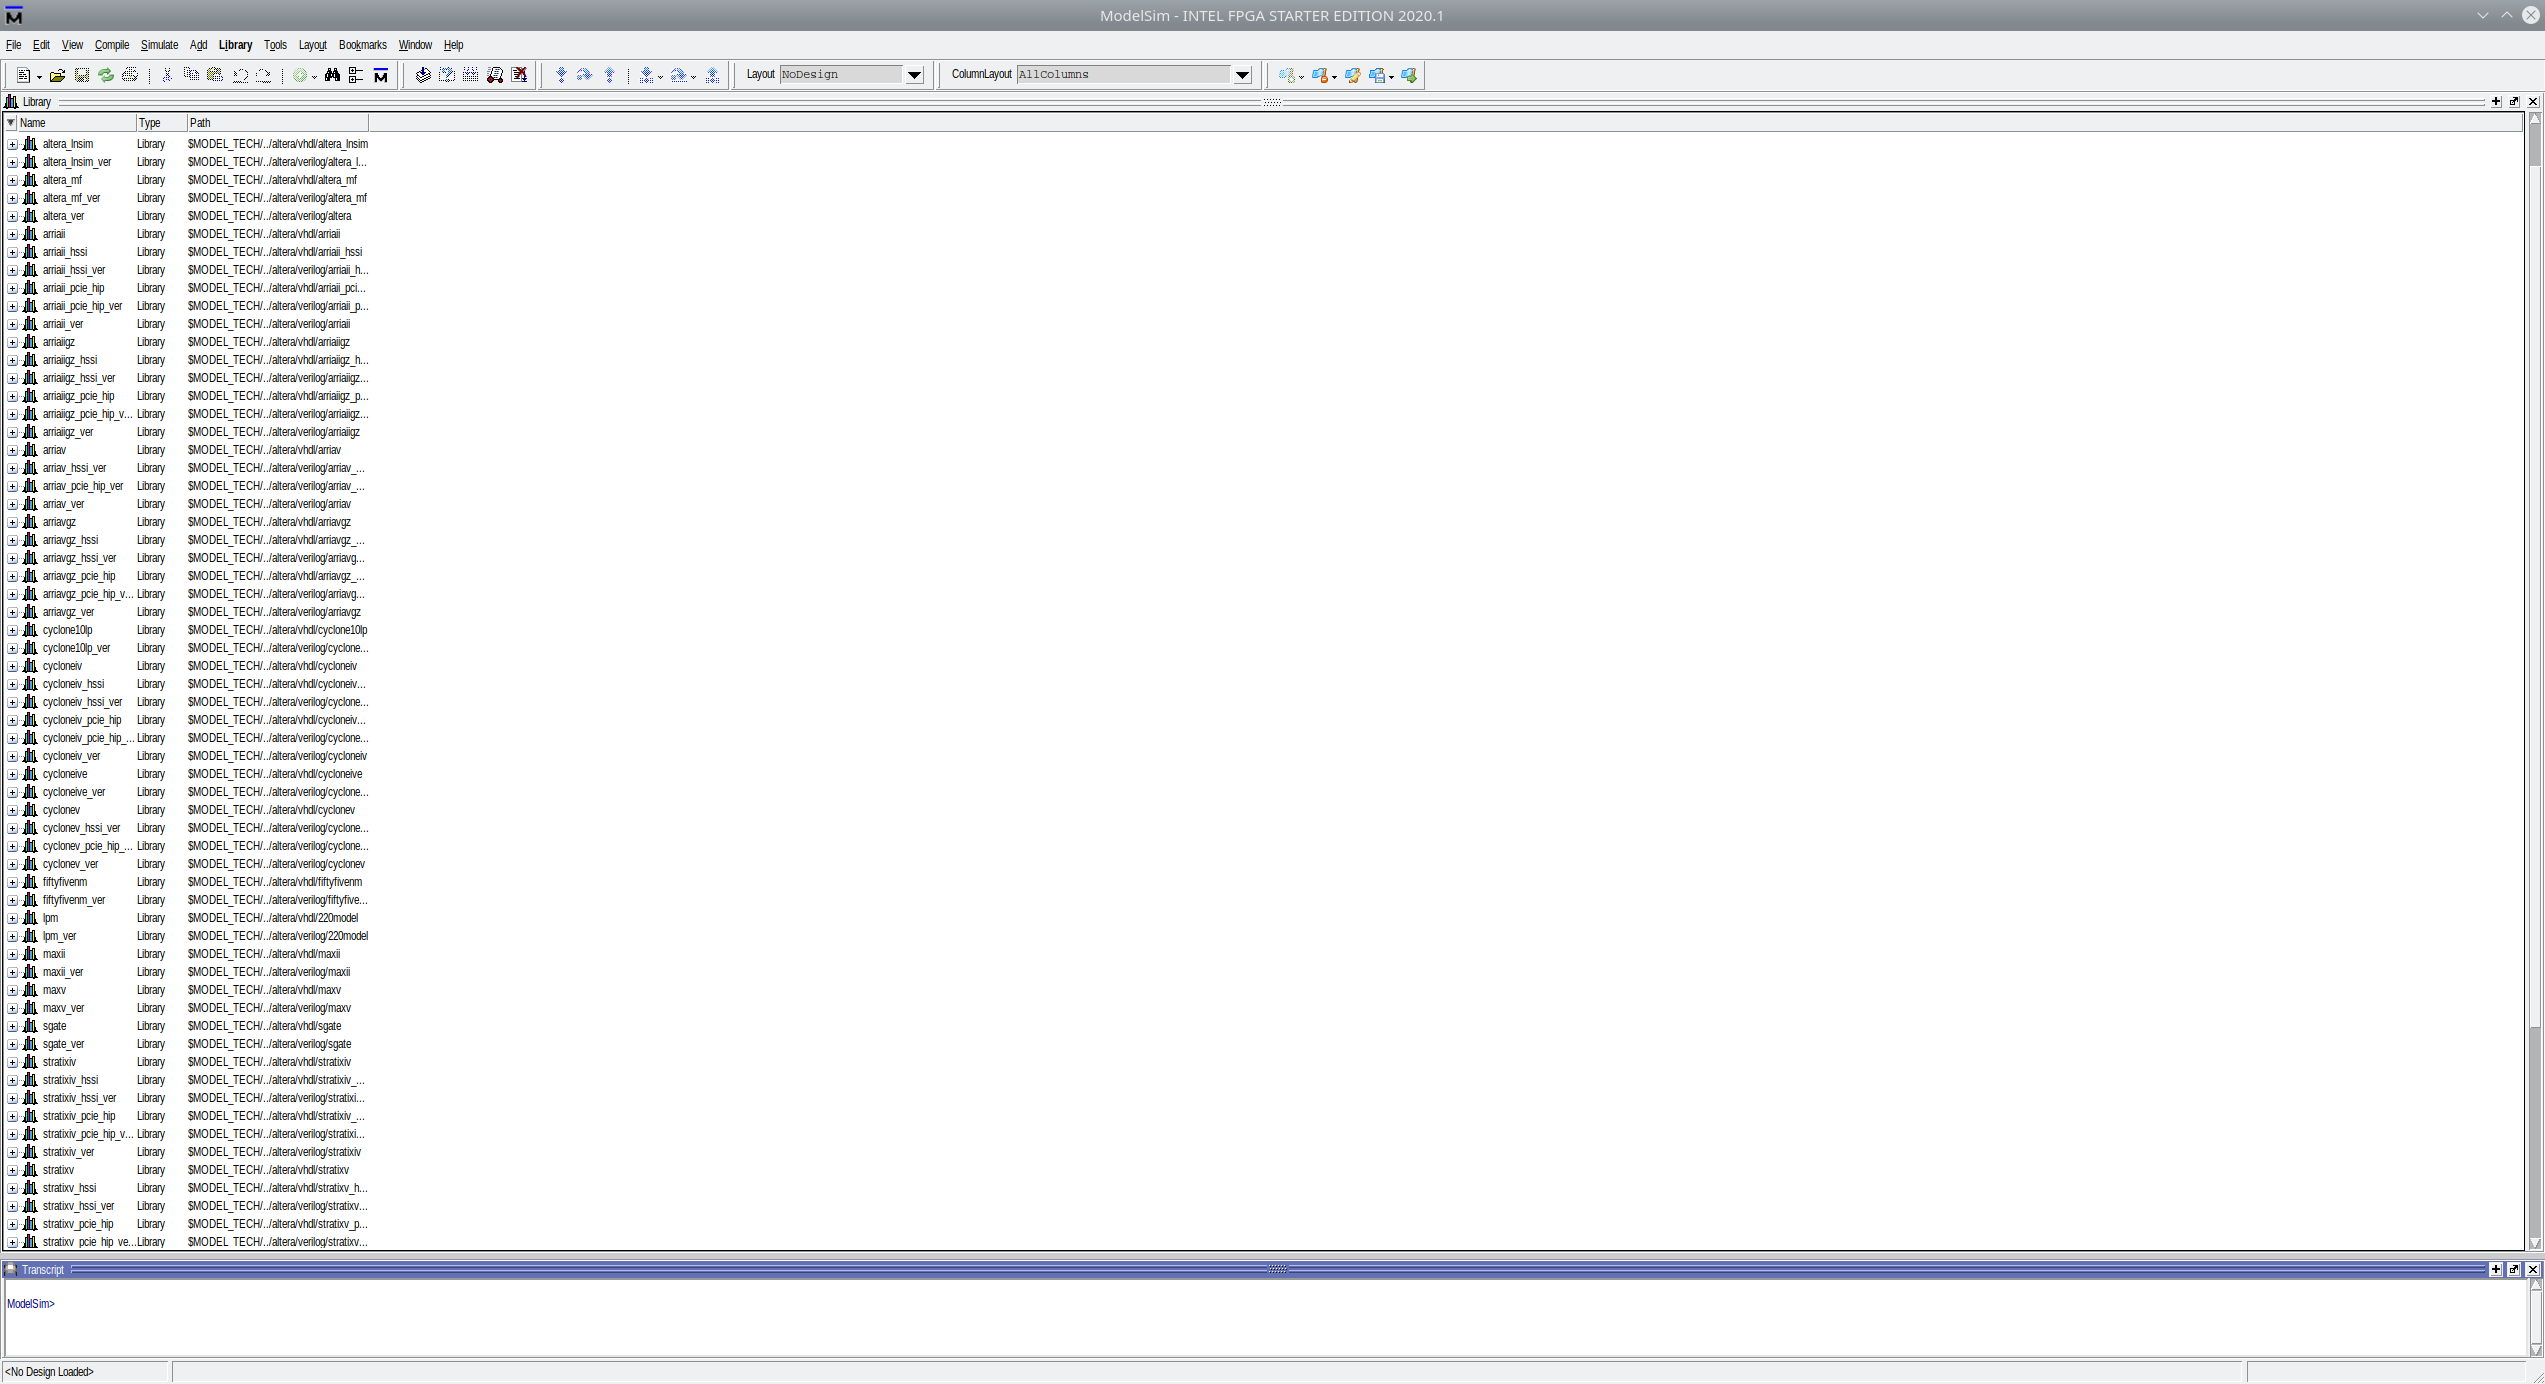 ModelSim - INTEL FPGA STARTER EDITION 2020.1
File Edit View Compile Simulate Add Library Tools Layout Bookmarks Window Help
Layout NoDesign ColumnLayout AllColumns
Library
Name Type Path
altera_lnsim Library $MODEL_TECH/../altera/vhdl/altera_lnsim
altera_lnsim_ver Library $MODEL_TECH/../altera/verilog/altera_l...
altera_mf Library $MODEL_TECH/../altera/vhdl/altera_mf
altera_mf_ver Library $MODEL_TECH/../altera/verilog/altera_mf
altera_ver Library $MODEL_TECH/../altera/verilog/altera
arriaii Library $MODEL_TECH/../altera/vhdl/arriaii
arriaii_hssi Library $MODEL_TECH/../altera/vhdl/arriaii_hssi
arriaii_hssi_ver Library $MODEL_TECH/../altera/verilog/arriaii_h...
arriaii_pcie_hip Library $MODEL_TECH/../altera/vhdl/arriaii_pci...
arriaii_pcie_hip_ver Library $MODEL_TECH/../altera/verilog/arriaii_p...
arriaii_ver Library $MODEL_TECH/../altera/verilog/arriaii
arriaiigz Library $MODEL_TECH/../altera/vhdl/arriaiigz
arriaiigz_hssi Library $MODEL_TECH/../altera/vhdl/arriaiigz_h...
arriaiigz_hssi_ver Library $MODEL_TECH/../altera/verilog/arriaiigz...
arriaiigz_pcie_hip Library $MODEL_TECH/../altera/vhdl/arriaiigz_p...
arriaiigz_pcie_hip_v... Library $MODEL_TECH/../altera/verilog/arriaiigz...
arriaiigz_ver Library $MODEL_TECH/../altera/verilog/arriaiigz
arriav Library $MODEL_TECH/../altera/vhdl/arriav
arriav_hssi_ver Library $MODEL_TECH/../altera/verilog/arriav_...
arriav_pcie_hip_ver Library $MODEL_TECH/../altera/verilog/arriav_...
arriav_ver Library $MODEL_TECH/../altera/verilog/arriav
arriavgz Library $MODEL_TECH/../altera/vhdl/arriavgz
arriavgz_hssi Library $MODEL_TECH/../altera/vhdl/arriavgz_...
arriavgz_hssi_ver Library $MODEL_TECH/../altera/verilog/arriavg...
arriavgz_pcie_hip Library $MODEL_TECH/../altera/vhdl/arriavgz_...
arriavgz_pcie_hip_v... Library $MODEL_TECH/../altera/verilog/arriavg...
arriavgz_ver Library $MODEL_TECH/../altera/verilog/arriavgz
cyclone10lp Library $MODEL_TECH/../altera/vhdl/cyclone10lp
cyclone10lp_ver Library $MODEL_TECH/../altera/verilog/cyclone...
cycloneiv Library $MODEL_TECH/../altera/vhdl/cycloneiv
cycloneiv_hssi Library $MODEL_TECH/../altera/vhdl/cycloneiv...
cycloneiv_hssi_ver Library $MODEL_TECH/../altera/verilog/cyclone...
cycloneiv_pcie_hip Library $MODEL_TECH/../altera/vhdl/cycloneiv...
cycloneiv_pcie_hip_... Library $MODEL_TECH/../altera/verilog/cyclone...
cycloneiv_ver Library $MODEL_TECH/../altera/verilog/cycloneiv
cycloneive Library $MODEL_TECH/../altera/vhdl/cycloneive
cycloneive_ver Library $MODEL_TECH/../altera/verilog/cyclone...
cyclonev Library $MODEL_TECH/../altera/vhdl/cyclonev
cyclonev_hssi_ver Library $MODEL_TECH/../altera/verilog/cyclone...
cyclonev_pcie_hip_... Library $MODEL_TECH/../altera/verilog/cyclone...
cyclonev_ver Library $MODEL_TECH/../altera/verilog/cyclonev
fiftyfivenm Library $MODEL_TECH/../altera/vhdl/fiftyfivenm
fiftyfivenm_ver Library $MODEL_TECH/../altera/verilog/fiftyfive...
lpm Library $MODEL_TECH/../altera/vhdl/220model
lpm_ver Library $MODEL_TECH/../altera/verilog/220model
maxii Library $MODEL_TECH/../altera/vhdl/maxii
maxii_ver Library $MODEL_TECH/../altera/verilog/maxii
maxv Library $MODEL_TECH/../altera/vhdl/maxv
maxv_ver Library $MODEL_TECH/../altera/verilog/maxv
sgate Library $MODEL_TECH/../altera/vhdl/sgate
sgate_ver Library $MODEL_TECH/../altera/verilog/sgate
stratixiv Library $MODEL_TECH/../altera/vhdl/stratixiv
stratixiv_hssi Library $MODEL_TECH/../altera/vhdl/stratixiv_...
stratixiv_hssi_ver Library $MODEL_TECH/../altera/verilog/stratixi...
stratixiv_pcie_hip Library $MODEL_TECH/../altera/vhdl/stratixiv_...
stratixiv_pcie_hip_v... Library $MODEL_TECH/../altera/verilog/stratixi...
stratixiv_ver Library $MODEL_TECH/../altera/verilog/stratixiv
stratixv Library $MODEL_TECH/../altera/vhdl/stratixv
stratixv_hssi Library $MODEL_TECH/../altera/vhdl/stratixv_h...
stratixv_hssi_ver Library $MODEL_TECH/../altera/verilog/stratixv...
stratixv_pcie_hip Library $MODEL_TECH/../altera/vhdl/stratixv_p...
stratixv_pcie_hip_ve... Library $MODEL_TECH/../altera/verilog/stratixv...
Transcript
ModelSim>
<No Design Loaded>